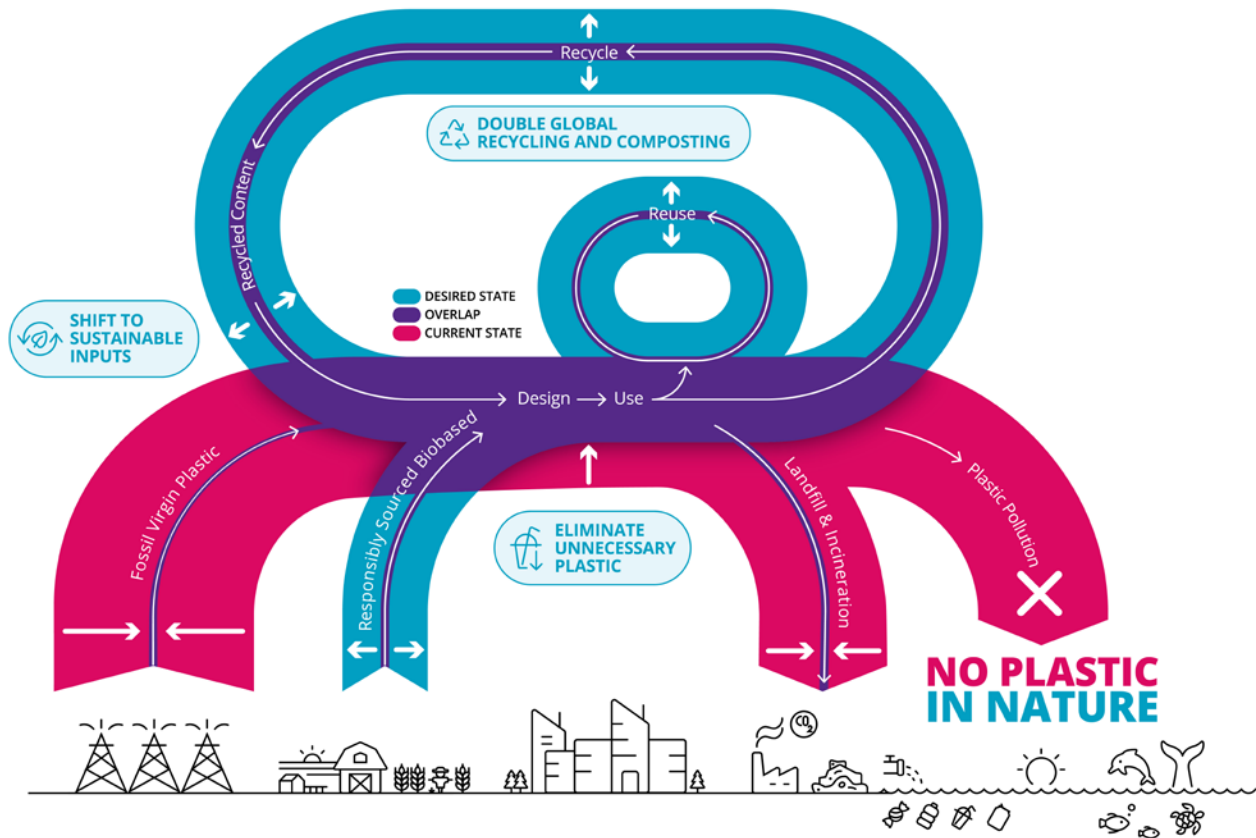 Recycle
DOUBLE GLOBAL
RECYCLING AND COMPOSTING
Recycled Content
Reuse
DESIRED STATE
OVERLAP
CURRENT STATE
SHIFT TO
SUSTAINABLE
INPUTS
Design
Use
Fossil Virgin Plastic
Responsibly Sourced Biobased
ELIMINATE
UNNECESSARY
PLASTIC
Landfill & Incineration
Plastic Pollution
NO PLASTIC
IN NATURE
CO2